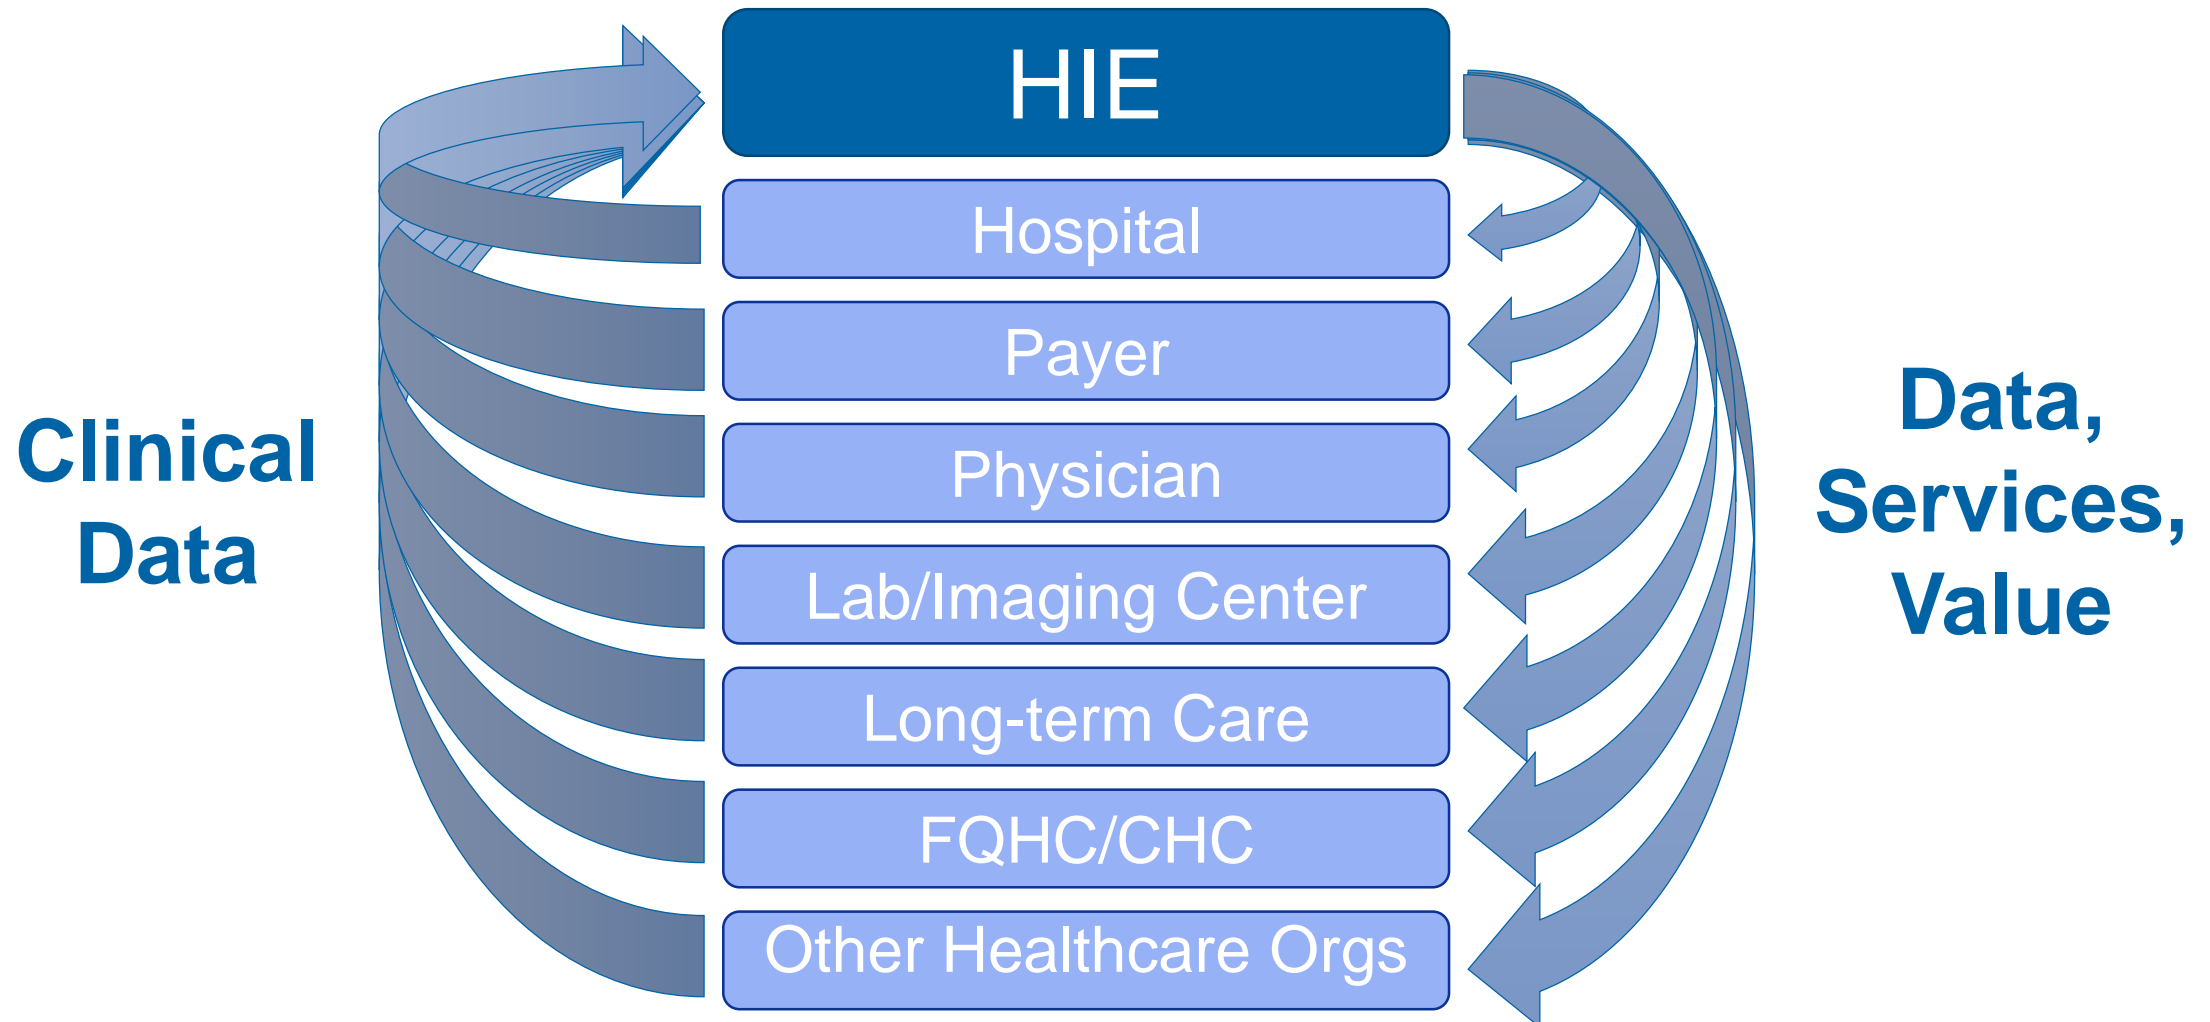 HIE
Hospital
Payer
Physician
Lab/Imaging Center
Long-term Care
FQHC/CHC
Other Healthcare Orgs
Clinical
Data
Data,
Services,
Value